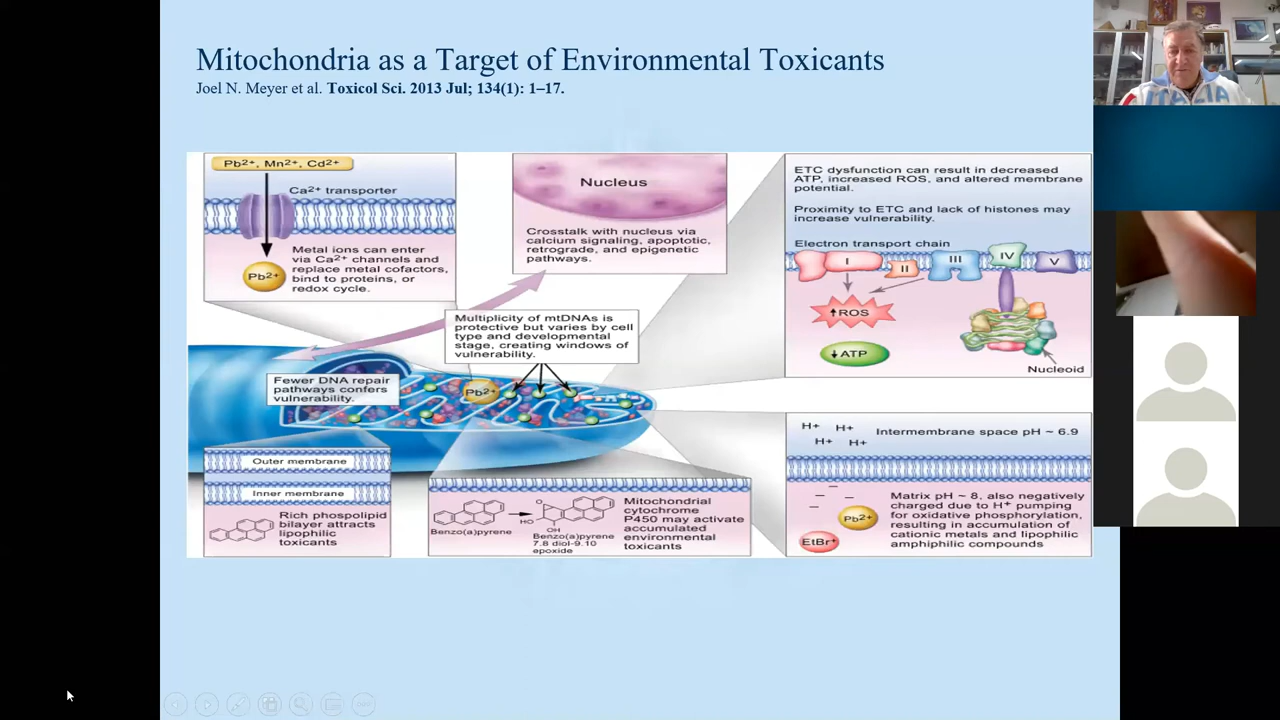 Mitochondria as a Target of Environmental Toxicants
Joel N. Meyer et al. Toxicol Sci. 2013 Jul; 134(1): 1–17.
Pb²⁺, Mn²⁺, Cd²⁺
Ca²⁺ transporter
Metal ions can enter
via Ca²⁺ channels and
replace metal cofactors,
bind to proteins, or
redox cycle.
Pb²⁺
Nucleus
Crosstalk with nucleus via
calcium signaling, apoptotic,
retrograde, and epigenetic
pathways.
ETC dysfunction can result in decreased
ATP, increased ROS, and altered membrane
potential.
Proximity to ETC and lack of histones may
increase vulnerability.
Electron transport chain
I
II
III
IV
V
↑ROS
↓ATP
Nucleoid
Multiplicity of mtDNAs is
protective but varies by cell
type and developmental
stage, creating windows of
vulnerability.
Fewer DNA repair
pathways confers
vulnerability.
Pb²⁺
Outer membrane
Inner membrane
Rich phospolipid
bilayer attracts
lipophilic
toxicants
Benzo(a)pyrene
O
HO
OH
Benzo(a)pyrene
7.8 diol-9.10
epoxide
Mitochondrial
cytochrome
P450 may activate
accumulated
environmental
toxicants
H+ H+
H+ H+
Intermembrane space pH ~ 6.9
Matrix pH ~ 8, also negatively
charged due to H⁺ pumping
for oxidative phosphorylation,
resulting in accumulation of
cationic metals and lipophilic
amphiphilic compounds
Pb²⁺
EtBr⁺
ITALIA